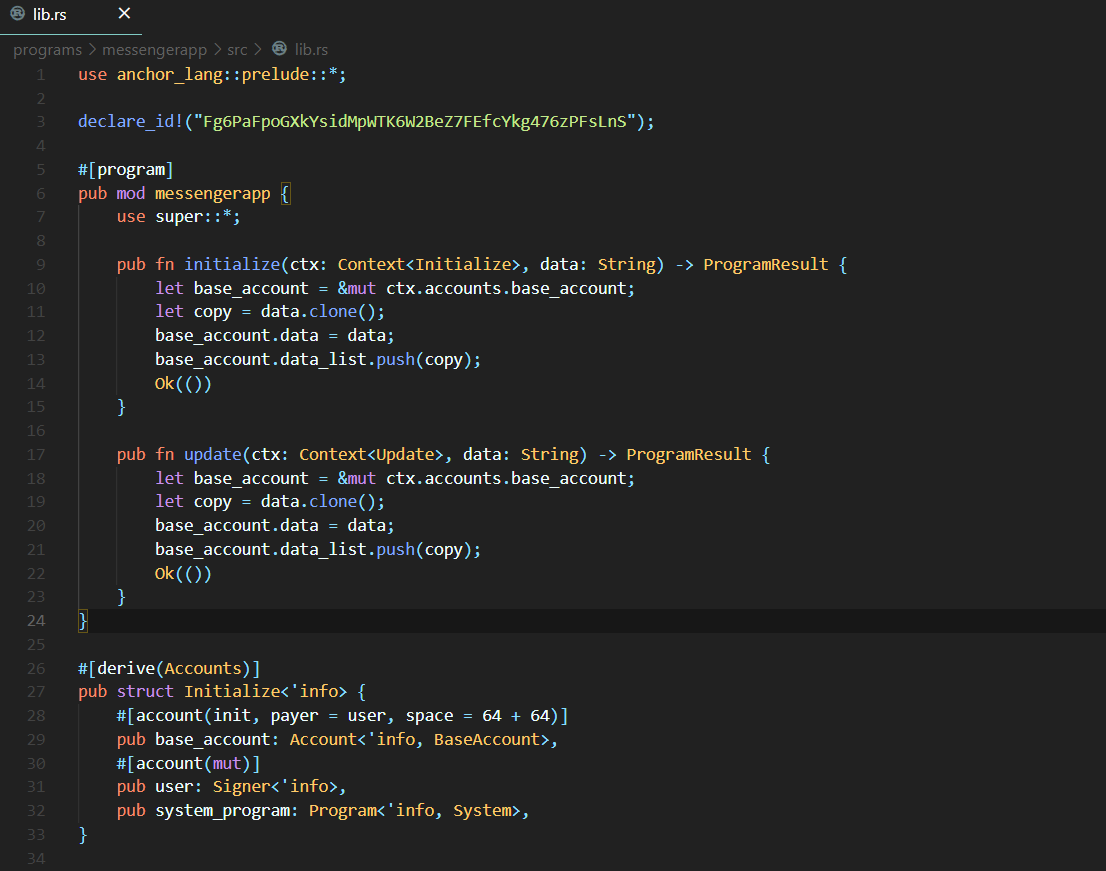 lib.rs
programs > messengerapp > src > lib.rs
1 use anchor_lang::prelude::*;
2
3 declare_id!("Fg6PaFpoGXkYsidMpWTK6W2BeZ7FEfcYkg476zPFsLnS");
4
5 #[program]
6 pub mod messengerapp {
7     use super::*;
8
9     pub fn initialize(ctx: Context<Initialize>, data: String) -> ProgramResult {
10         let base_account = &mut ctx.accounts.base_account;
11         let copy = data.clone();
12         base_account.data = data;
13         base_account.data_list.push(copy);
14         Ok(())
15     }
16
17     pub fn update(ctx: Context<Update>, data: String) -> ProgramResult {
18         let base_account = &mut ctx.accounts.base_account;
19         let copy = data.clone();
20         base_account.data = data;
21         base_account.data_list.push(copy);
22         Ok(())
23     }
24 }
25
26 #[derive(Accounts)]
27 pub struct Initialize<'info> {
28     #[account(init, payer = user, space = 64 + 64)]
29     pub base_account: Account<'info, BaseAccount>,
30     #[account(mut)]
31     pub user: Signer<'info>,
32     pub system_program: Program<'info, System>,
33 }
34